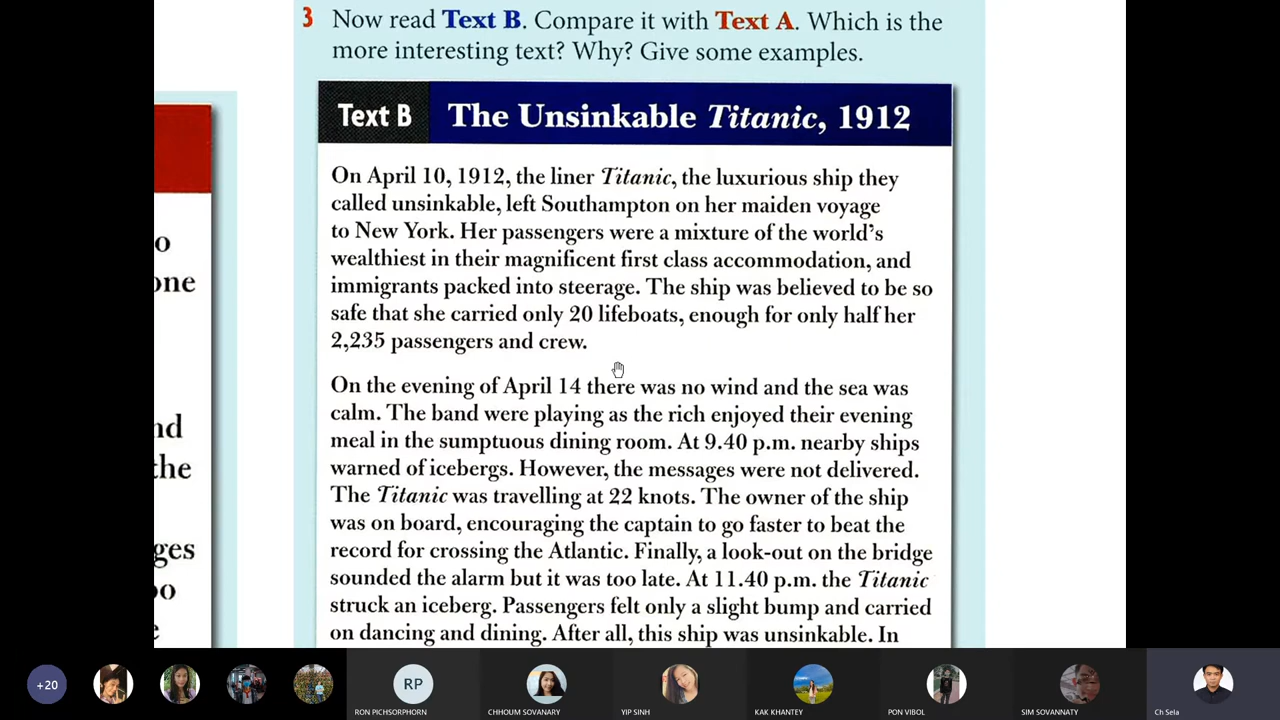 3 Now read Text B. Compare it with Text A. Which is the
more interesting text? Why? Give some examples.
Text B The Unsinkable Titanic, 1912
On April 10, 1912, the liner Titanic, the luxurious ship they
called unsinkable, left Southampton on her maiden voyage
to New York. Her passengers were a mixture of the world's
wealthiest in their magnificent first class accommodation, and
immigrants packed into steerage. The ship was believed to be so
safe that she carried only 20 lifeboats, enough for only half her
2,235 passengers and crew.
On the evening of April 14 there was no wind and the sea was
calm. The band were playing as the rich enjoyed their evening
meal in the sumptuous dining room. At 9.40 p.m. nearby ships
warned of icebergs. However, the messages were not delivered.
The Titanic was travelling at 22 knots. The owner of the ship
was on board, encouraging the captain to go faster to beat the
record for crossing the Atlantic. Finally, a look-out on the bridge
sounded the alarm but it was too late. At 11.40 p.m. the Titanic
struck an iceberg. Passengers felt only a slight bump and carried
on dancing and dining. After all, this ship was unsinkable. In
one
the
+20
RP
RON PICHSORPHORN
CHHOUM SOVANARY
YIP SINH
KAK KHANTEY
PON VIBOL
SIM SOVANNATY
Ch Sela